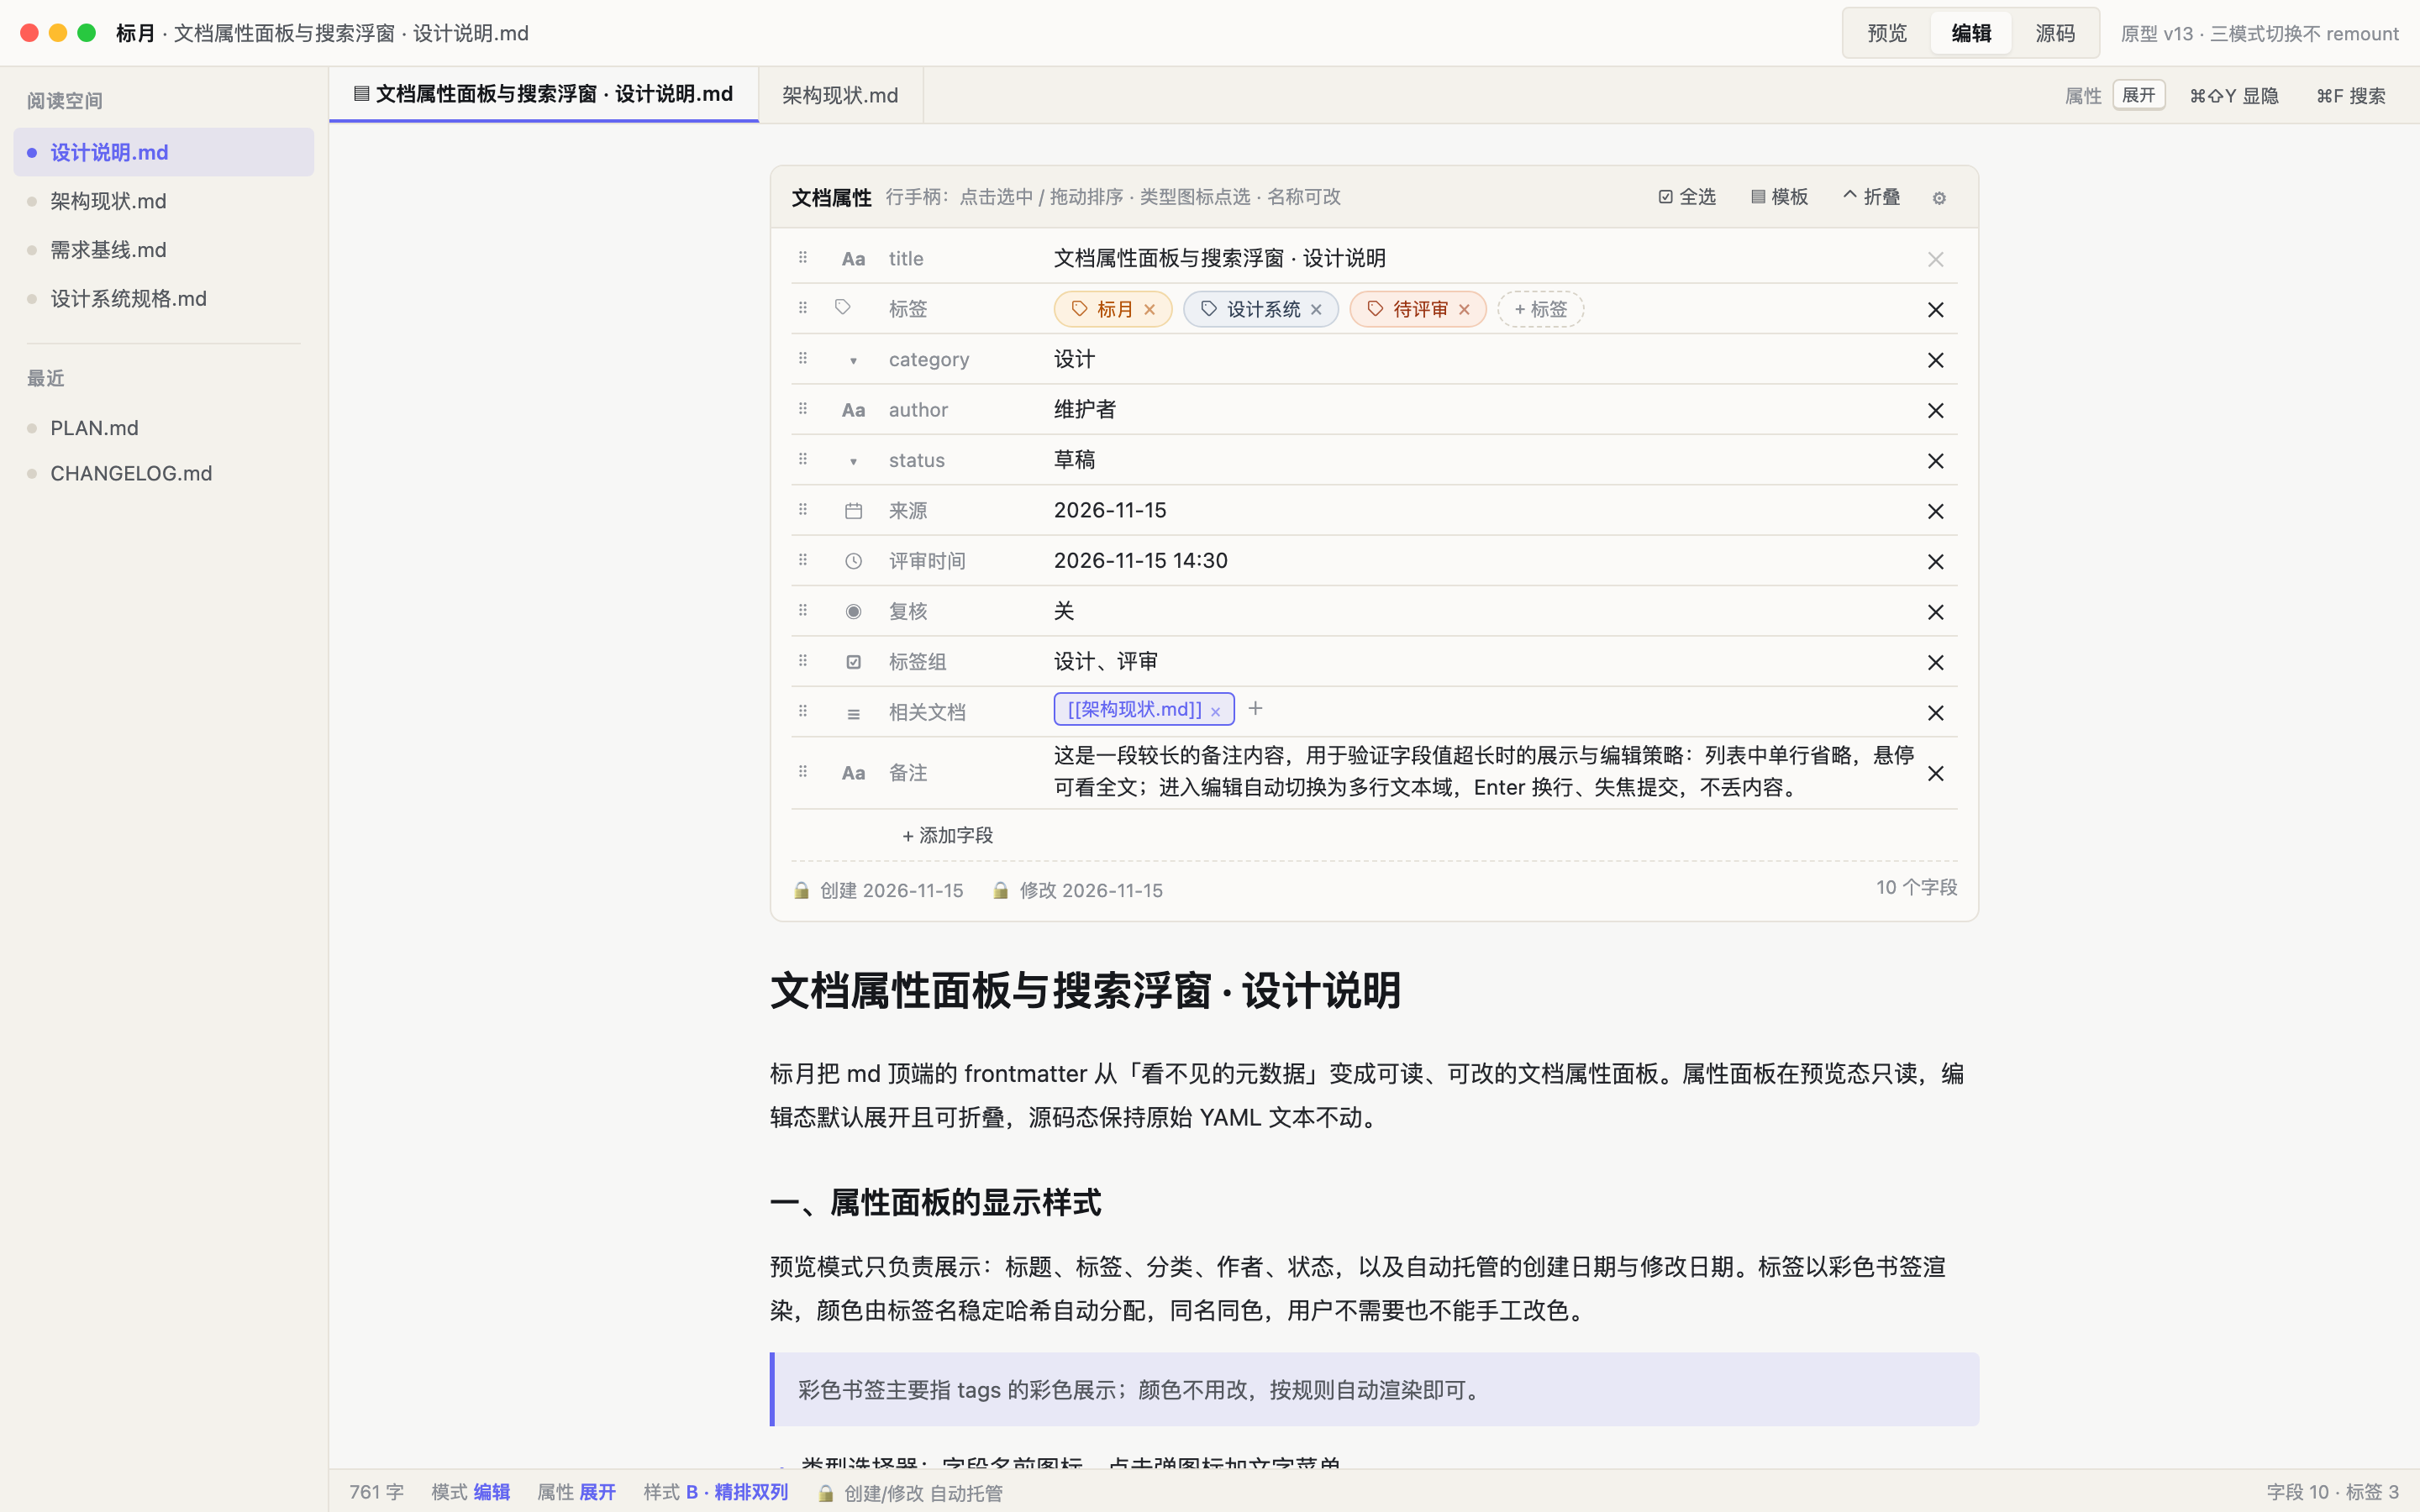 标月 · 文档属性面板与搜索浮窗 · 设计说明.md
预览 编辑 源码 原型 v13 · 三模式切换不 remount
阅读空间
设计说明.md
架构现状.md
需求基线.md
设计系统规格.md
最近
PLAN.md
CHANGELOG.md
文档属性面板与搜索浮窗 · 设计说明.md 架构现状.md 属性 展开 ⌘⇧Y 显隐 ⌘F 搜索
文档属性 行手柄：点击选中 / 拖动排序 · 类型图标点选 · 名称可改 全选 模板 折叠
Aa title 文档属性面板与搜索浮窗 · 设计说明
标签 标月 × 设计系统 × 待评审 × + 标签
category 设计
Aa author 维护者
status 草稿
来源 2026-11-15
评审时间 2026-11-15 14:30
复核 关
标签组 设计、评审
相关文档 [[架构现状.md]] × +
Aa 备注 这是一段较长的备注内容，用于验证字段值超长时的展示与编辑策略：列表中单行省略，悬停
可看全文；进入编辑自动切换为多行文本域，Enter 换行、失焦提交，不丢内容。
+ 添加字段
创建 2026-11-15 修改 2026-11-15 10 个字段
文档属性面板与搜索浮窗 · 设计说明
标月把 md 顶端的 frontmatter 从「看不见的元数据」变成可读、可改的文档属性面板。属性面板在预览态只读，编
辑态默认展开且可折叠，源码态保持原始 YAML 文本不动。
一、属性面板的显示样式
预览模式只负责展示：标题、标签、分类、作者、状态，以及自动托管的创建日期与修改日期。标签以彩色书签渲
染，颜色由标签名稳定哈希自动分配，同名同色，用户不需要也不能手工改色。
彩色书签主要指 tags 的彩色展示；颜色不用改，按规则自动渲染即可。
类型选择器：字段名前图标，点击弹图标加文字菜单
761 字 模式 编辑 属性 展开 样式 B · 精排双列 创建/修改 自动托管 字段 10 · 标签 3